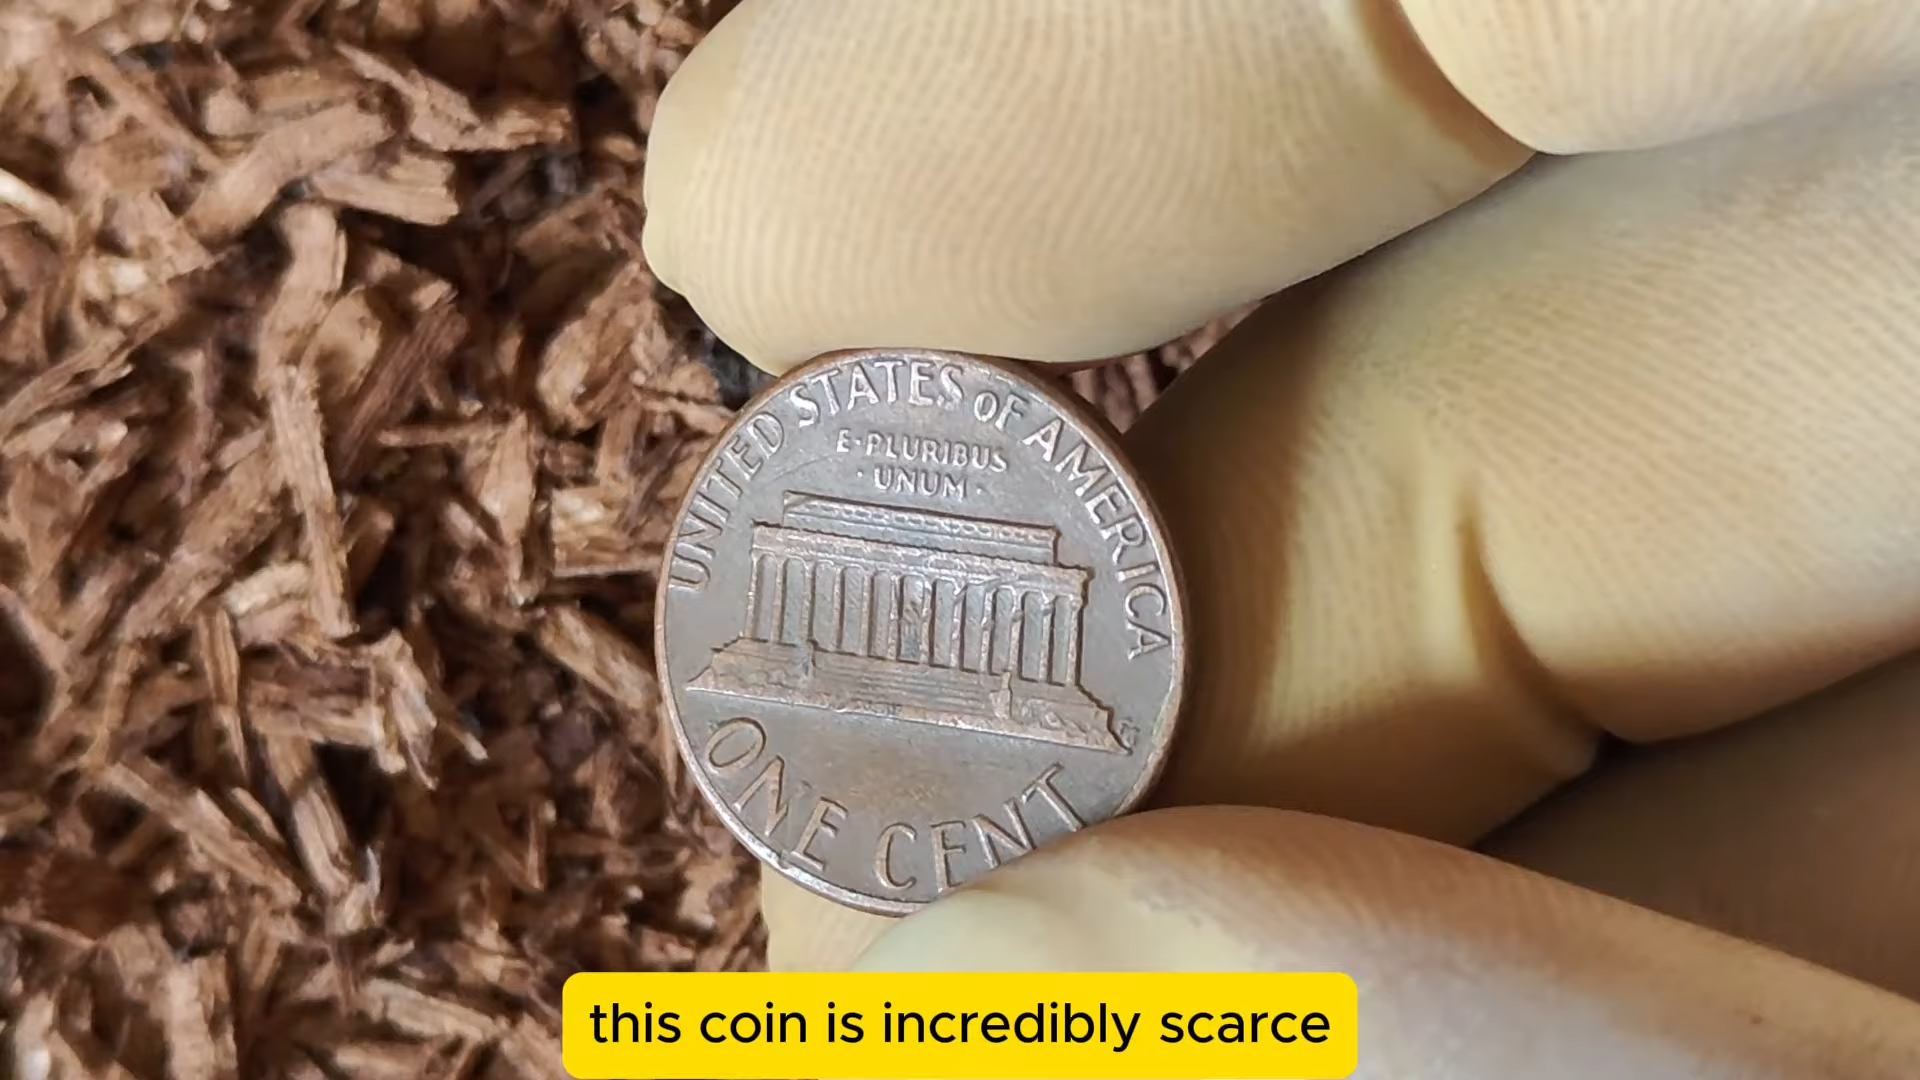 UNITED STATES OF AMERICA
E·PLURIBUS
·UNUM·
ONE CENT
this coin is incredibly scarce